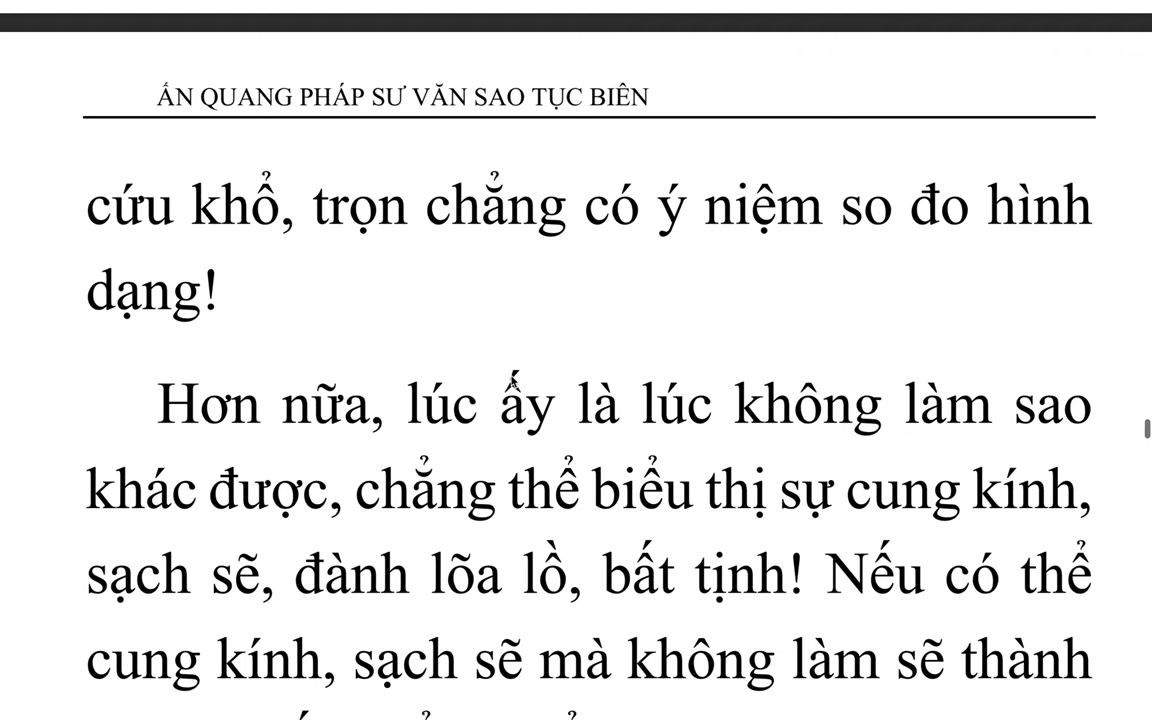 ẤN QUANG PHÁP SƯ VĂN SAO TỤC BIÊN
cứu khổ, trọn chẳng có ý niệm so đo hình
dạng!
Hơn nữa, lúc ấy là lúc không làm sao
khác được, chẳng thể biểu thị sự cung kính,
sạch sẽ, đành lõa lồ, bất tịnh! Nếu có thể
cung kính, sạch sẽ mà không làm sẽ thành